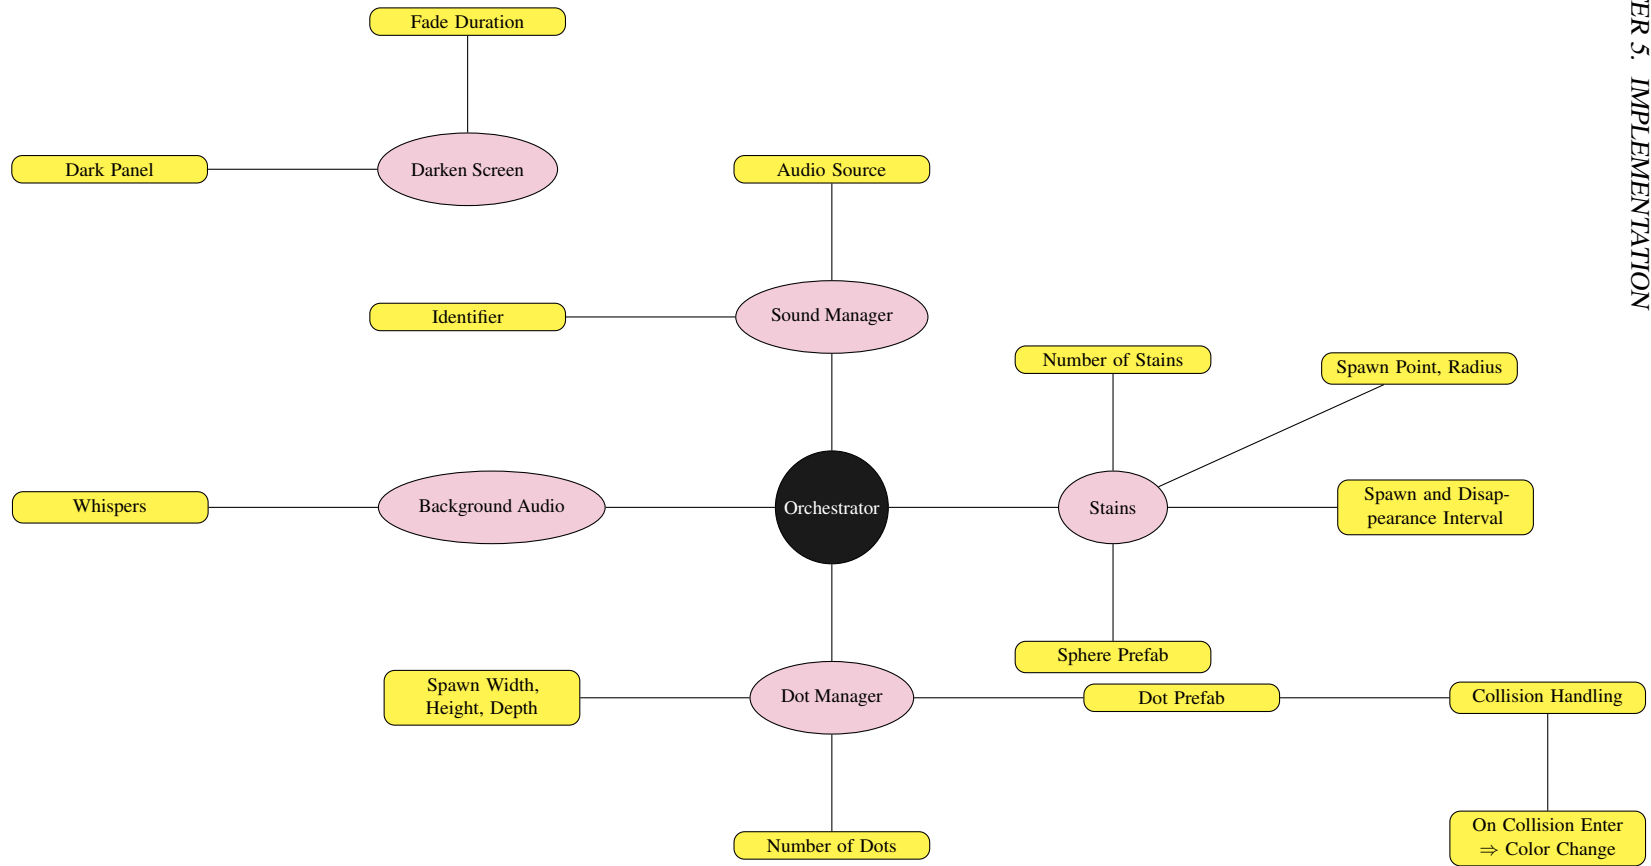 Fade Duration
Dark Panel
Darken Screen
Audio Source
Identifier
Sound Manager
Number of Stains
Spawn Point, Radius
Whispers
Background Audio
Orchestrator
Stains
Spawn and Disap-
pearance Interval
Sphere Prefab
Spawn Width,
Height, Depth
Dot Manager
Dot Prefab
Collision Handling
Number of Dots
On Collision Enter
⇒ Color Change
5. IMPLEMENTATION